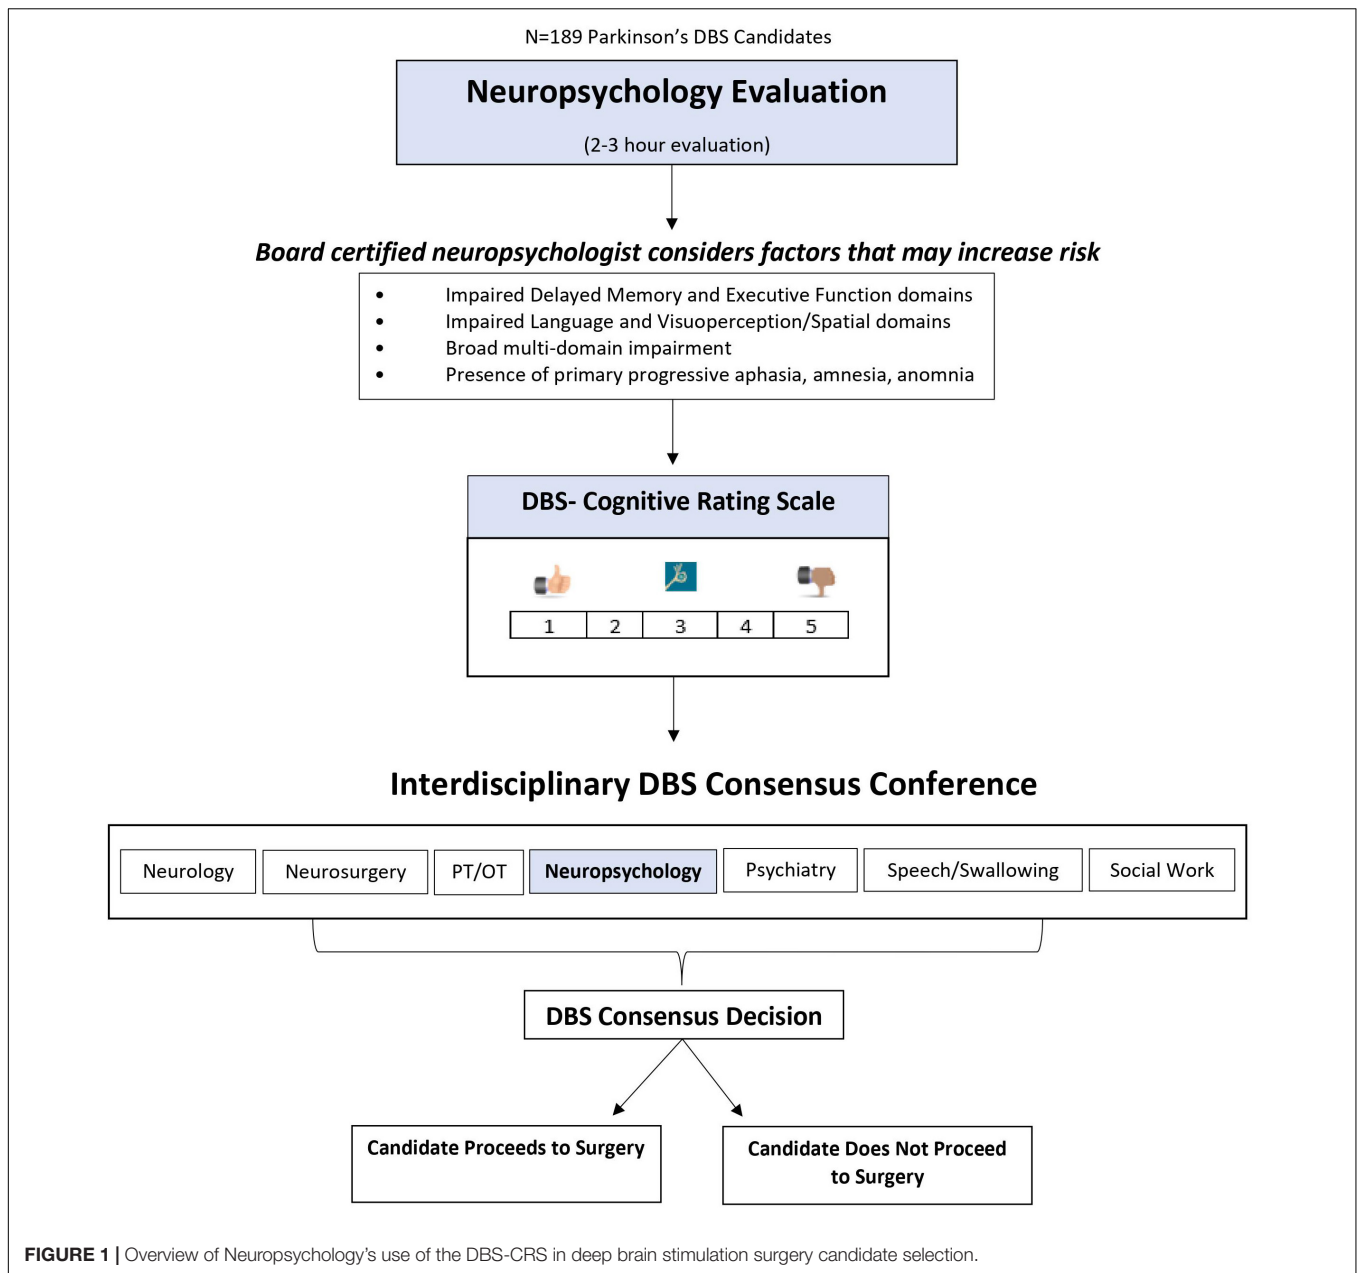 N=189 Parkinson's DBS Candidates
Neuropsychology Evaluation
(2-3 hour evaluation)
Board certified neuropsychologist considers factors that may increase risk
• Impaired Delayed Memory and Executive Function domains
• Impaired Language and Visuoperception/Spatial domains
• Broad multi-domain impairment
• Presence of primary progressive aphasia, amnesia, anomnia
DBS- Cognitive Rating Scale
1 2 3 4 5
Interdisciplinary DBS Consensus Conference
Neurology Neurosurgery PT/OT Neuropsychology Psychiatry Speech/Swallowing Social Work
DBS Consensus Decision
Candidate Proceeds to Surgery
Candidate Does Not Proceed
to Surgery
FIGURE 1 | Overview of Neuropsychology's use of the DBS-CRS in deep brain stimulation surgery candidate selection.